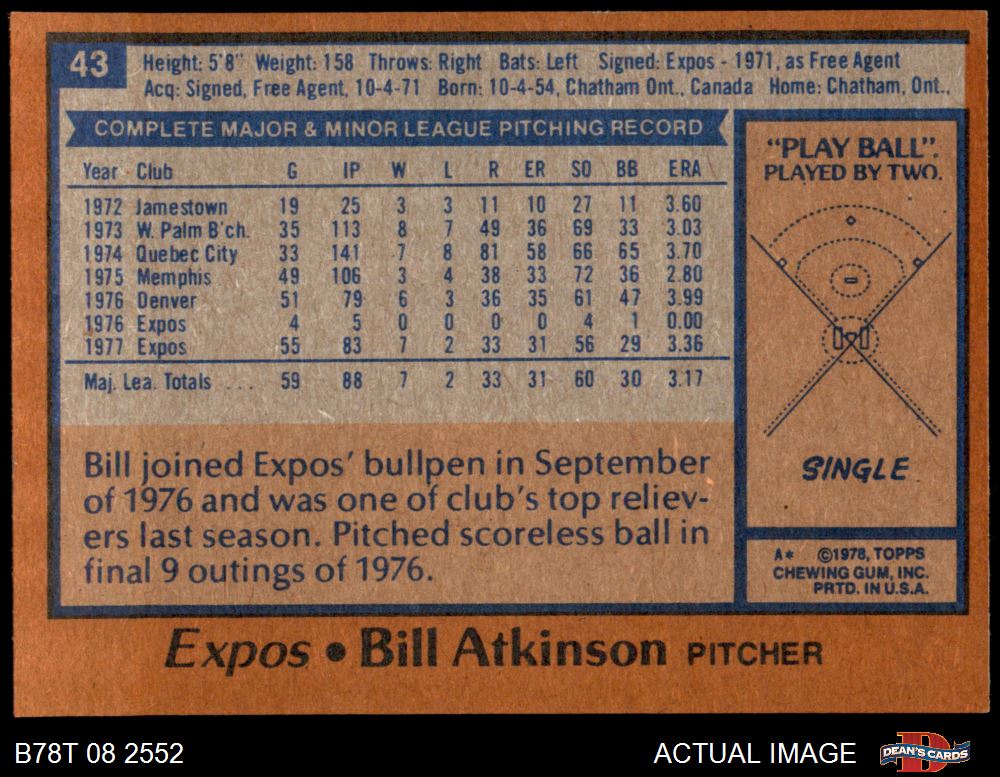 43
Height: 5'8" Weight: 158 Throws: Right Bats: Left Signed: Expos - 1971, as Free Agent
Acq: Signed, Free Agent, 10-4-71 Born: 10-4-54, Chatham Ont., Canada Home: Chatham, Ont.,
COMPLETE MAJOR & MINOR LEAGUE PITCHING RECORD
Year Club G IP W L R ER SO BB ERA
1972 Jamestown 19 25 3 3 11 10 27 11 3.60
1973 W. Palm B'ch. 35 113 8 7 49 36 69 33 3.03
1974 Quebec City 33 141 7 8 81 58 66 65 3.70
1975 Memphis 49 106 3 4 38 33 72 36 2.80
1976 Denver 51 79 6 3 36 35 61 47 3.99
1976 Expos 4 5 0 0 0 0 4 1 0.00
1977 Expos 55 83 7 2 33 31 56 29 3.36
Maj. Lea. Totals ... 59 88 7 2 33 31 60 30 3.17
Bill joined Expos' bullpen in September
of 1976 and was one of club's top reliev-
ers last season. Pitched scoreless ball in
final 9 outings of 1976.
"PLAY BALL".
PLAYED BY TWO.
SINGLE
A* ©1978, TOPPS
CHEWING GUM, INC.
PRTD. IN U.S.A.
Expos • Bill Atkinson PITCHER
B78T 08 2552
ACTUAL IMAGE
DEAN'S CARDS